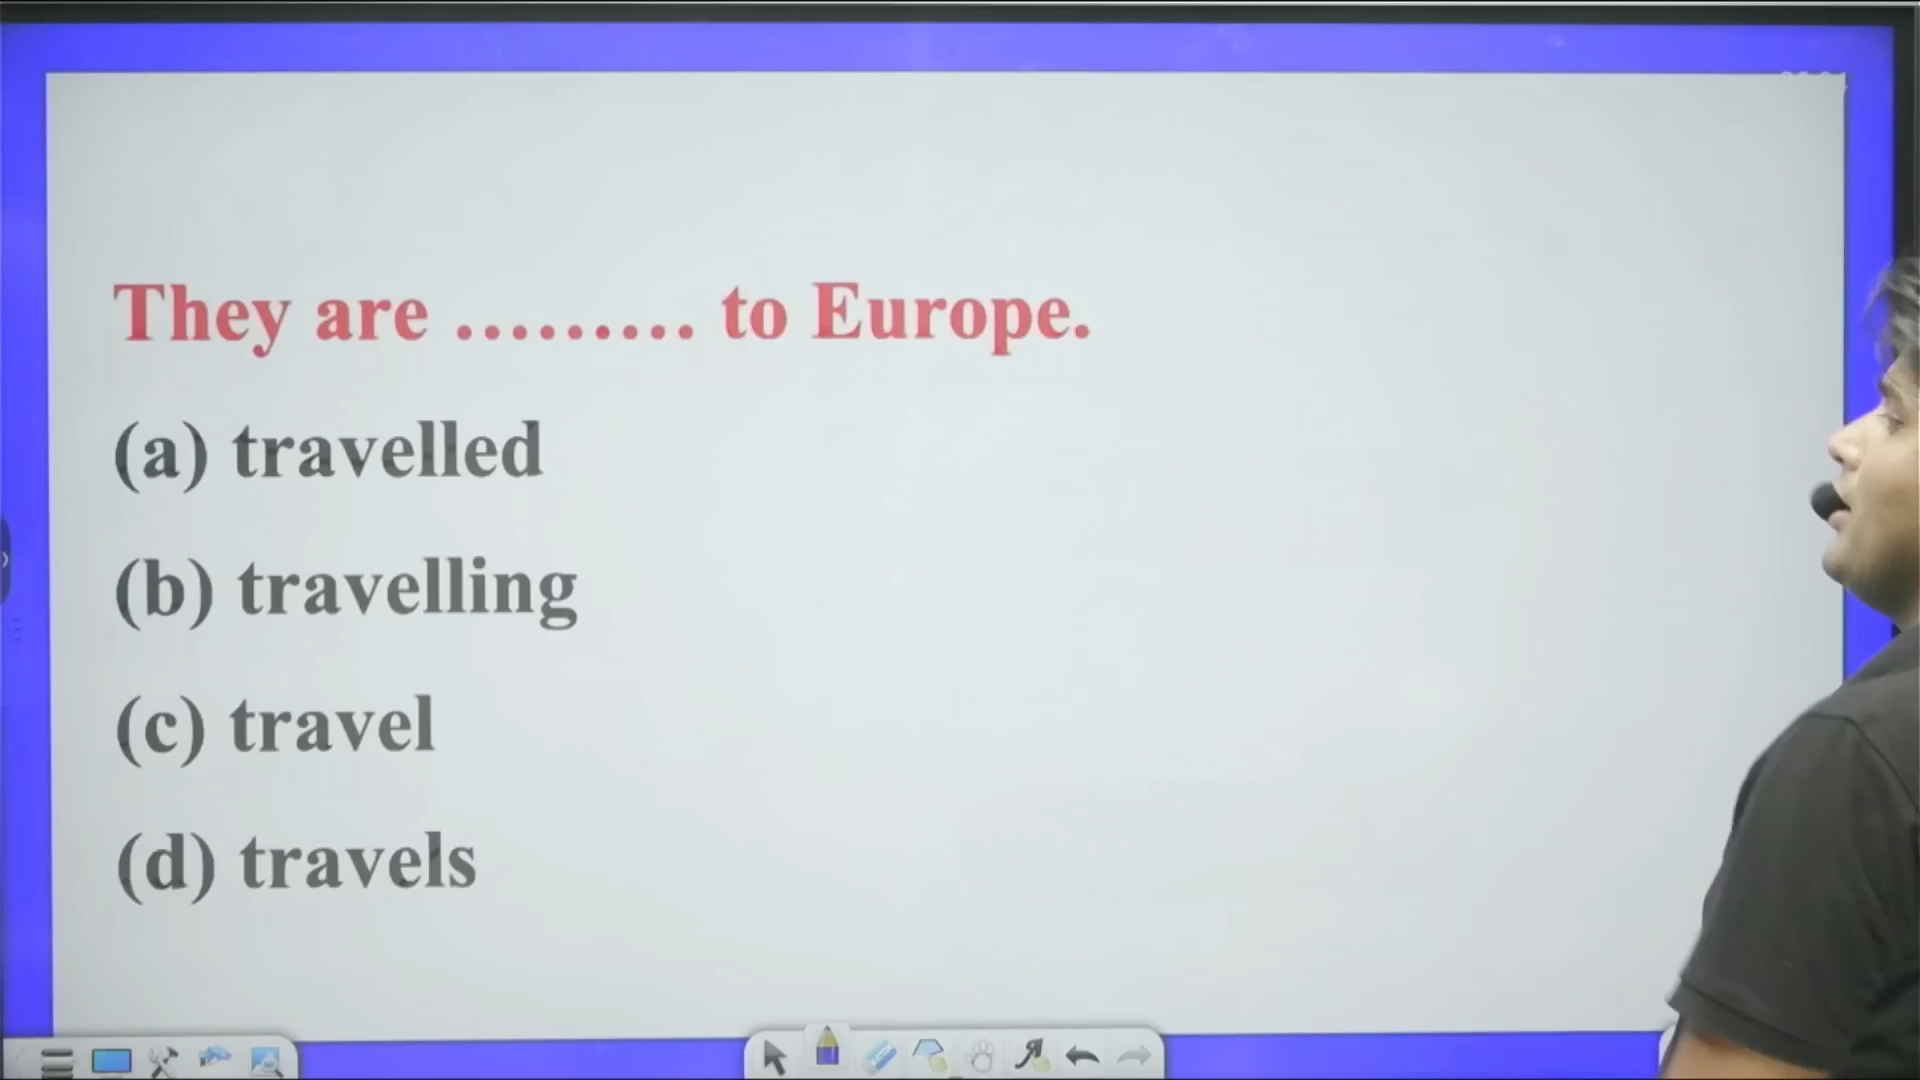 They are ......... to Europe.
(a) travelled
(b) travelling
(c) travel
(d) travels